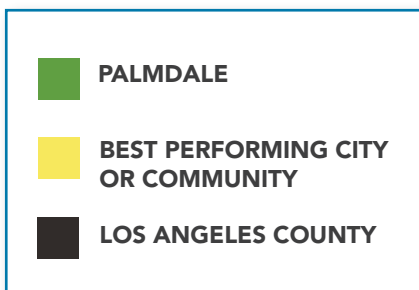 PALMDALE
BEST PERFORMING CITY
OR COMMUNITY
LOS ANGELES COUNTY